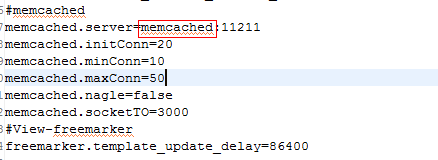 #memcached
memcached.server=memcached:11211
memcached.initConn=20
memcached.minConn=10
memcached.maxConn=50
memcached.nagle=false
memcached.socketTO=3000
#View-freemarker
freemarker.template_update_delay=86400